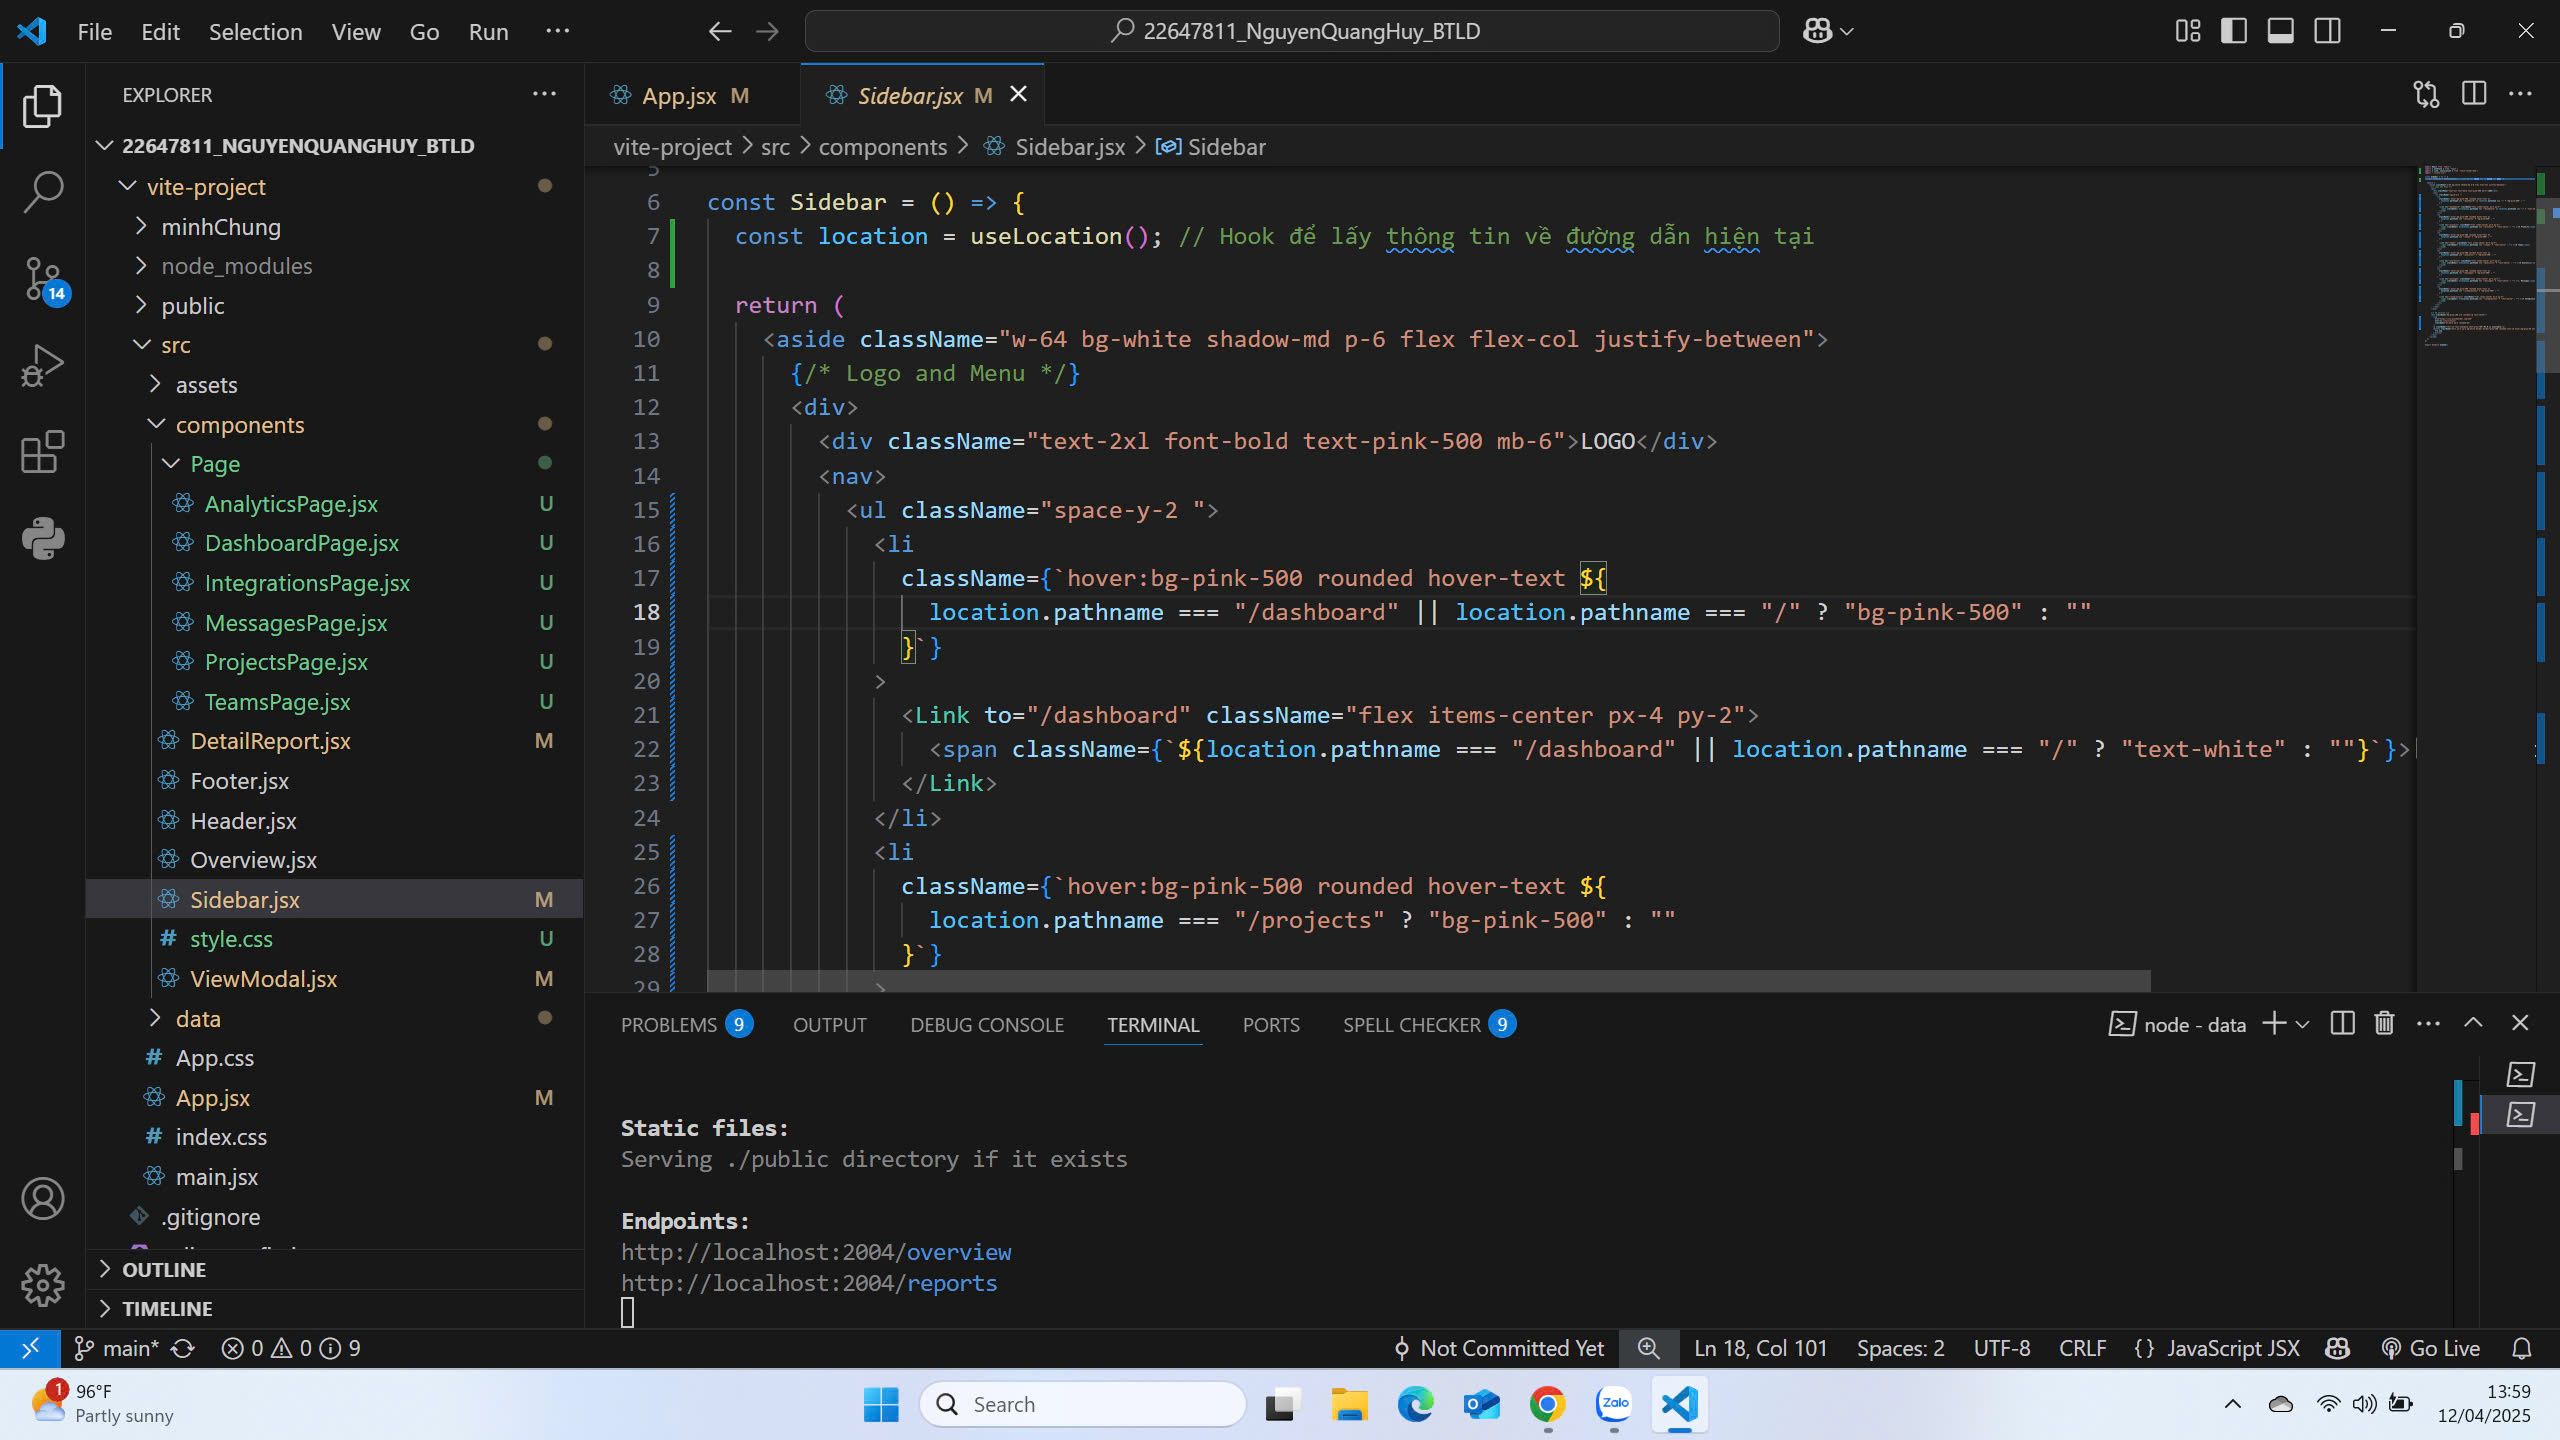 File Edit Selection View Go Run ···
22647811_NguyenQuangHuy_BTLD
EXPLORER
22647811_NGUYENQUANGHUY_BTLD
vite-project
minhChung
node_modules
public
src
assets
components
Page
AnalyticsPage.jsx U
DashboardPage.jsx U
IntegrationsPage.jsx U
MessagesPage.jsx U
ProjectsPage.jsx U
TeamsPage.jsx U
DetailReport.jsx M
Footer.jsx
Header.jsx
Overview.jsx
Sidebar.jsx M
# style.css U
ViewModal.jsx M
data
# App.css
App.jsx M
# index.css
main.jsx
.gitignore
OUTLINE
TIMELINE
14
App.jsx M
Sidebar.jsx M
vite-project > src > components > Sidebar.jsx > Sidebar
5
6 const Sidebar = () => {
7 const location = useLocation(); // Hook để lấy thông tin về đường dẫn hiện tại
8
9 return (
10 <aside className="w-64 bg-white shadow-md p-6 flex flex-col justify-between">
11 {/* Logo and Menu */}
12 <div>
13 <div className="text-2xl font-bold text-pink-500 mb-6">LOGO</div>
14 <nav>
15 <ul className="space-y-2 ">
16 <li
17 className={`hover:bg-pink-500 rounded hover-text ${
18 location.pathname === "/dashboard" || location.pathname === "/" ? "bg-pink-500" : ""
19 }`}
20 >
21 <Link to="/dashboard" className="flex items-center px-4 py-2">
22 <span className={`${location.pathname === "/dashboard" || location.pathname === "/" ? "text-white" : ""}`}>
23 </Link>
24 </li>
25 <li
26 className={`hover:bg-pink-500 rounded hover-text ${
27 location.pathname === "/projects" ? "bg-pink-500" : ""
28 }`}
29 >
PROBLEMS 9 OUTPUT DEBUG CONSOLE TERMINAL PORTS SPELL CHECKER 9
node - data
Static files:
Serving ./public directory if it exists
Endpoints:
http://localhost:2004/overview
http://localhost:2004/reports
main* 0 0 9
Not Committed Yet
Ln 18, Col 101
Spaces: 2
UTF-8
CRLF
{} JavaScript JSX
Go Live
1
96°F
Partly sunny
Search
Zalo
13:59
12/04/2025